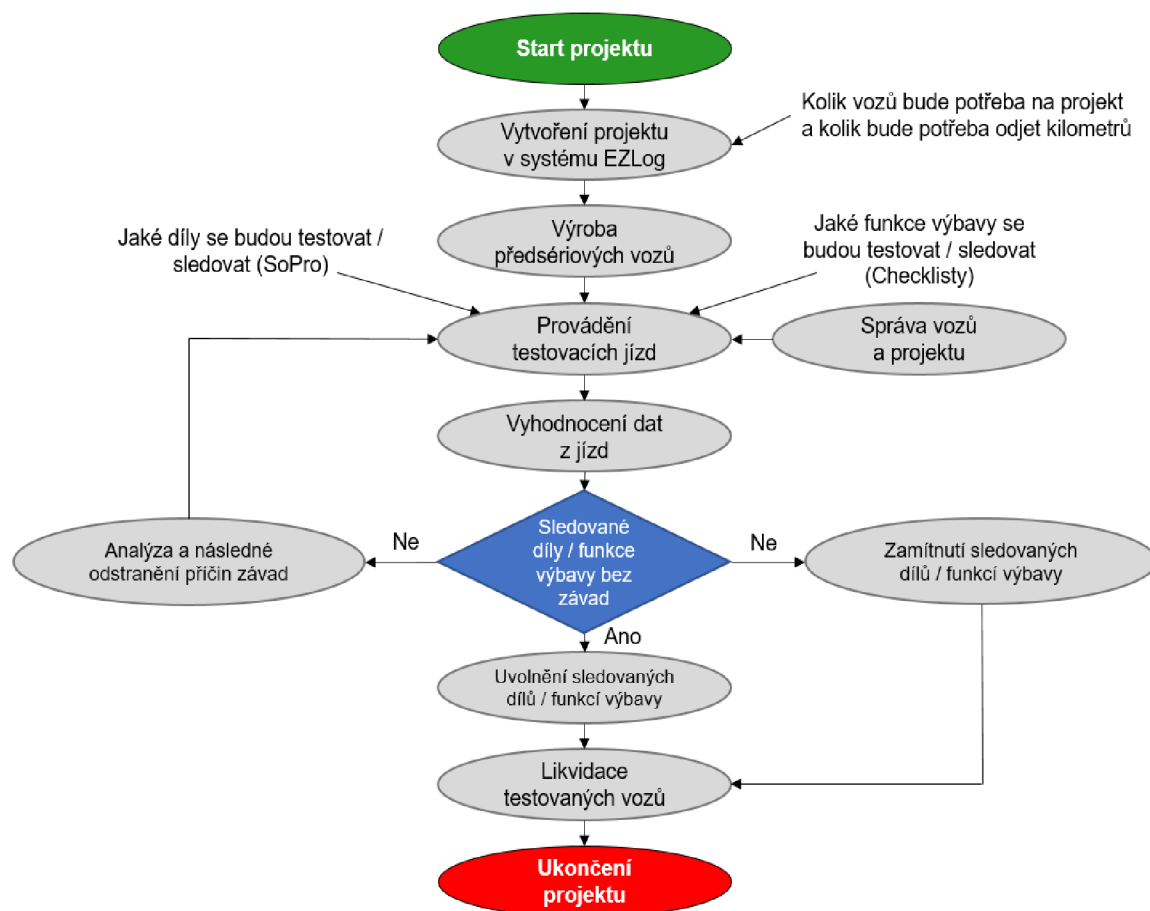 Start projektu
Kolik vozů bude potřeba na projekt
a kolik bude potřeba odjet kilometrů
Vytvoření projektu
v systému EZLog
Jaké díly se budou testovat /
sledovat (SoPro)
Výroba
předsériových vozů
Jaké funkce výbavy se
budou testovat / sledovat
(Checklisty)
Provádění
testovacích jízd
Správa vozů
a projektu
Vyhodnocení dat
z jízd
Analýza a následné
odstranění příčin závad
Ne
Sledované
díly / funkce
výbavy bez
závad
Ne
Zamítnutí sledovaných
dílů / funkcí výbavy
Ano
Uvolnění sledovaných
dílů / funkcí výbavy
Likvidace
testovaných vozů
Ukončení
projektu